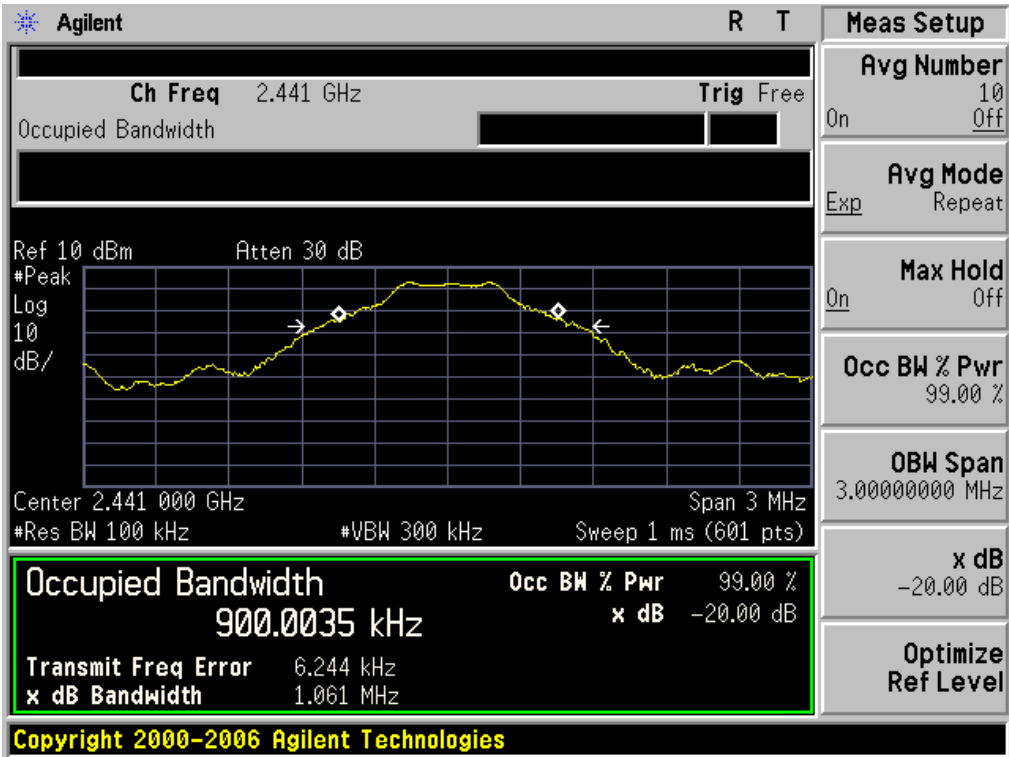 Agilent R T
Ch Freq 2.441 GHz Trig Free
Occupied Bandwidth
Ref 10 dBm Atten 30 dB
#Peak
Log
10
dB/
Center 2.441 000 GHz Span 3 MHz
#Res BW 100 kHz #VBW 300 kHz Sweep 1 ms (601 pts)
Occupied Bandwidth Occ BW % Pwr 99.00 %
900.0035 kHz x dB -20.00 dB
Transmit Freq Error 6.244 kHz
x dB Bandwidth 1.061 MHz
Copyright 2000-2006 Agilent Technologies
Meas Setup
Avg Number
10
On Off
Avg Mode
Exp Repeat
Max Hold
On Off
Occ BW % Pwr
99.00 %
OBW Span
3.00000000 MHz
x dB
-20.00 dB
Optimize
Ref Level